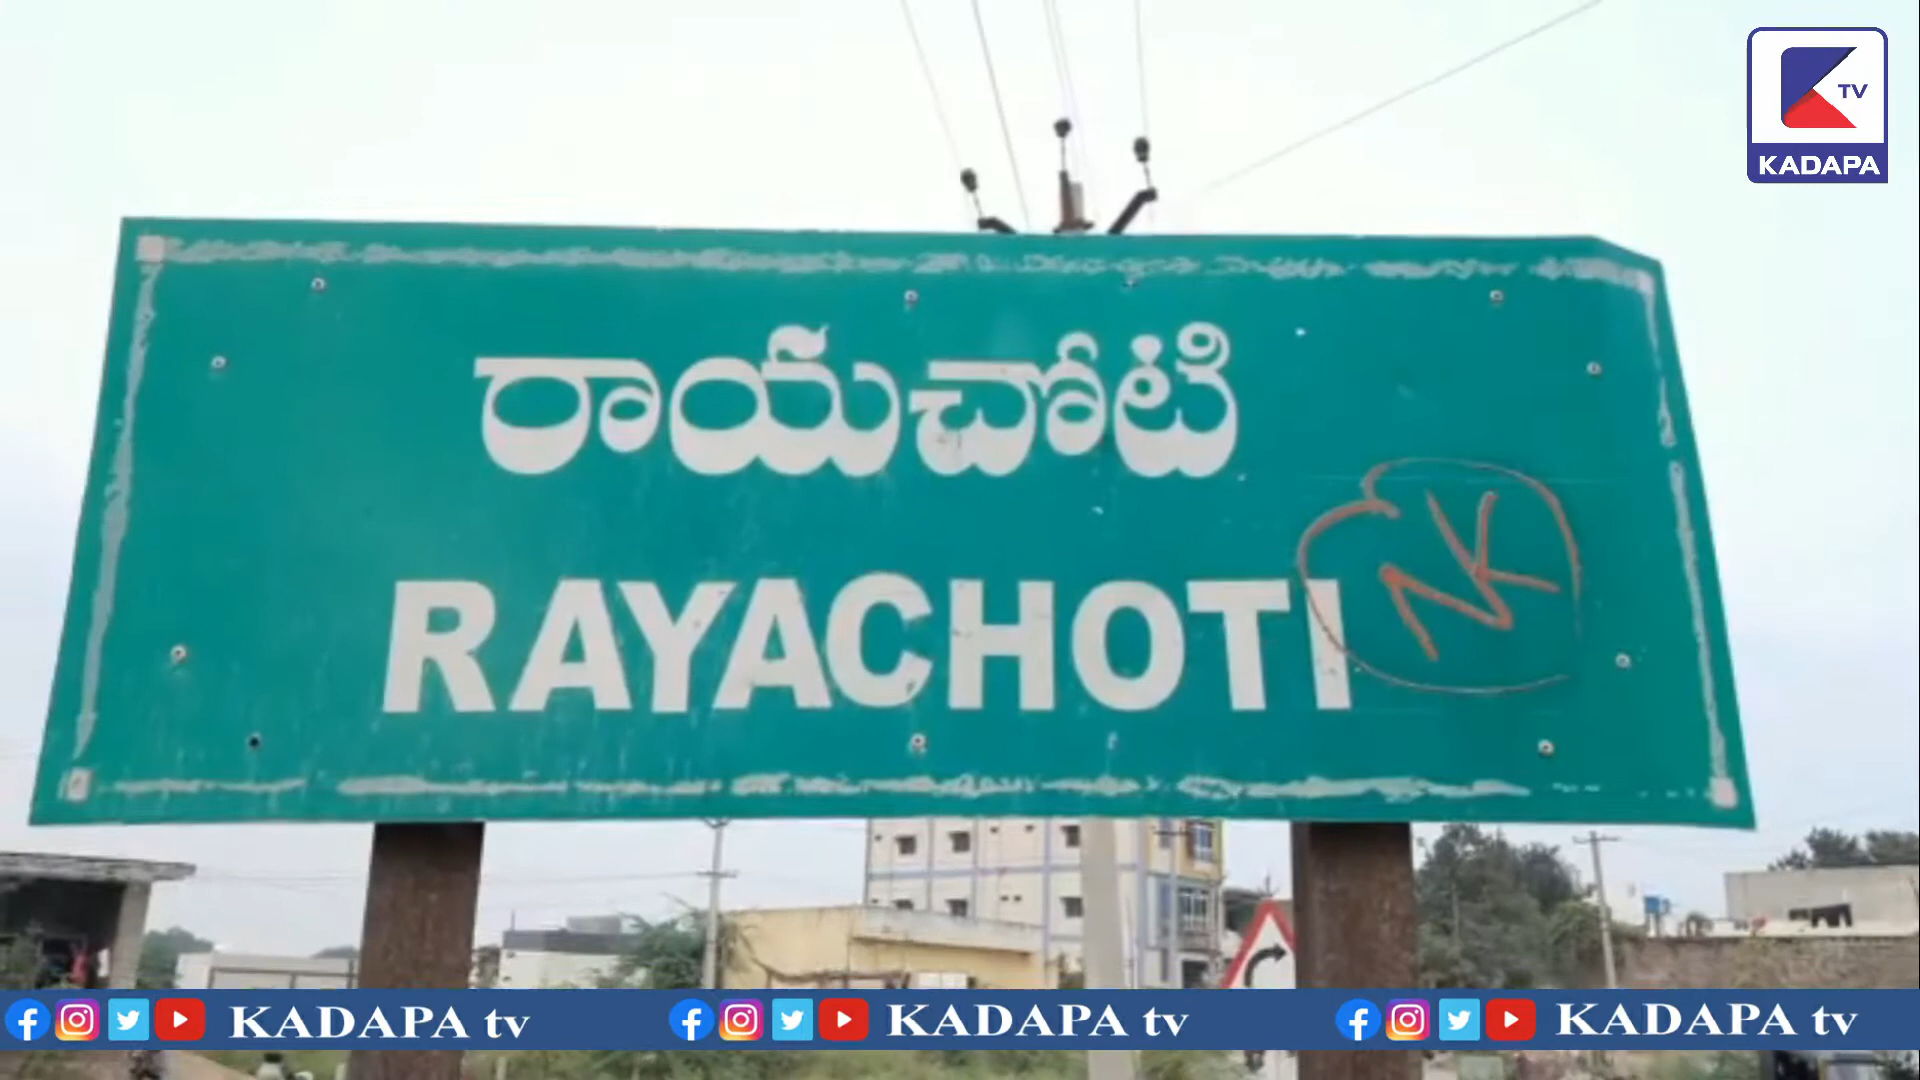 TV
KADAPA
రాయచోటి
RAYACHOTI
NK
KADAPA tv KADAPA tv KADAPA tv